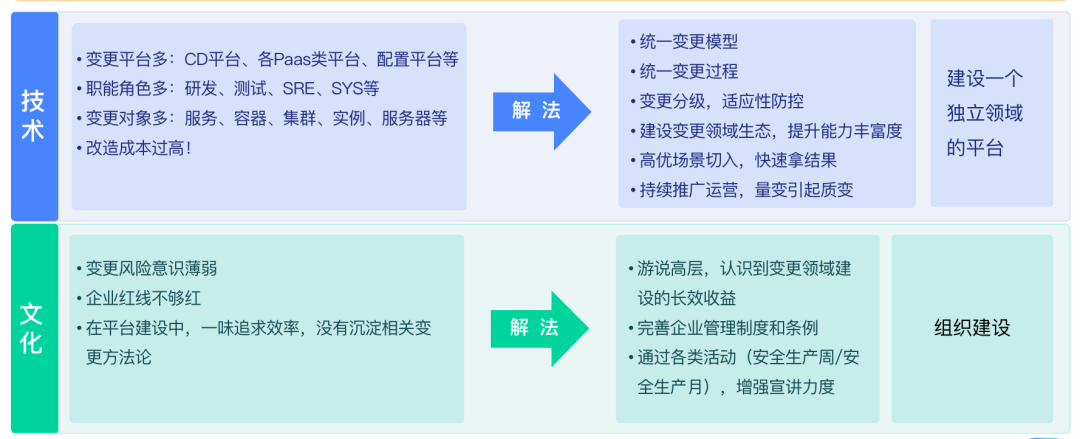 技术
• 变更平台多：CD平台、各Paas类平台、配置平台等
• 职能角色多：研发、测试、SRE、SYS等
• 变更对象多：服务、容器、集群、实例、服务器等
• 改造成本过高！
解 法
• 统一变更模型
• 统一变更过程
• 变更分级，适应性防控
• 建设变更领域生态，提升能力丰富度
• 高优场景切入，快速拿结果
• 持续推广运营，量变引起质变
建设一个
独立领域
的平台
文化
• 变更风险意识薄弱
• 企业红线不够红
• 在平台建设中，一味追求效率，没有沉淀相关变
更方法论
解 法
• 游说高层，认识到变更领域建
设的长效收益
• 完善企业管理制度和条例
• 通过各类活动（安全生产周/安
全生产月），增强宣讲力度
组织建设